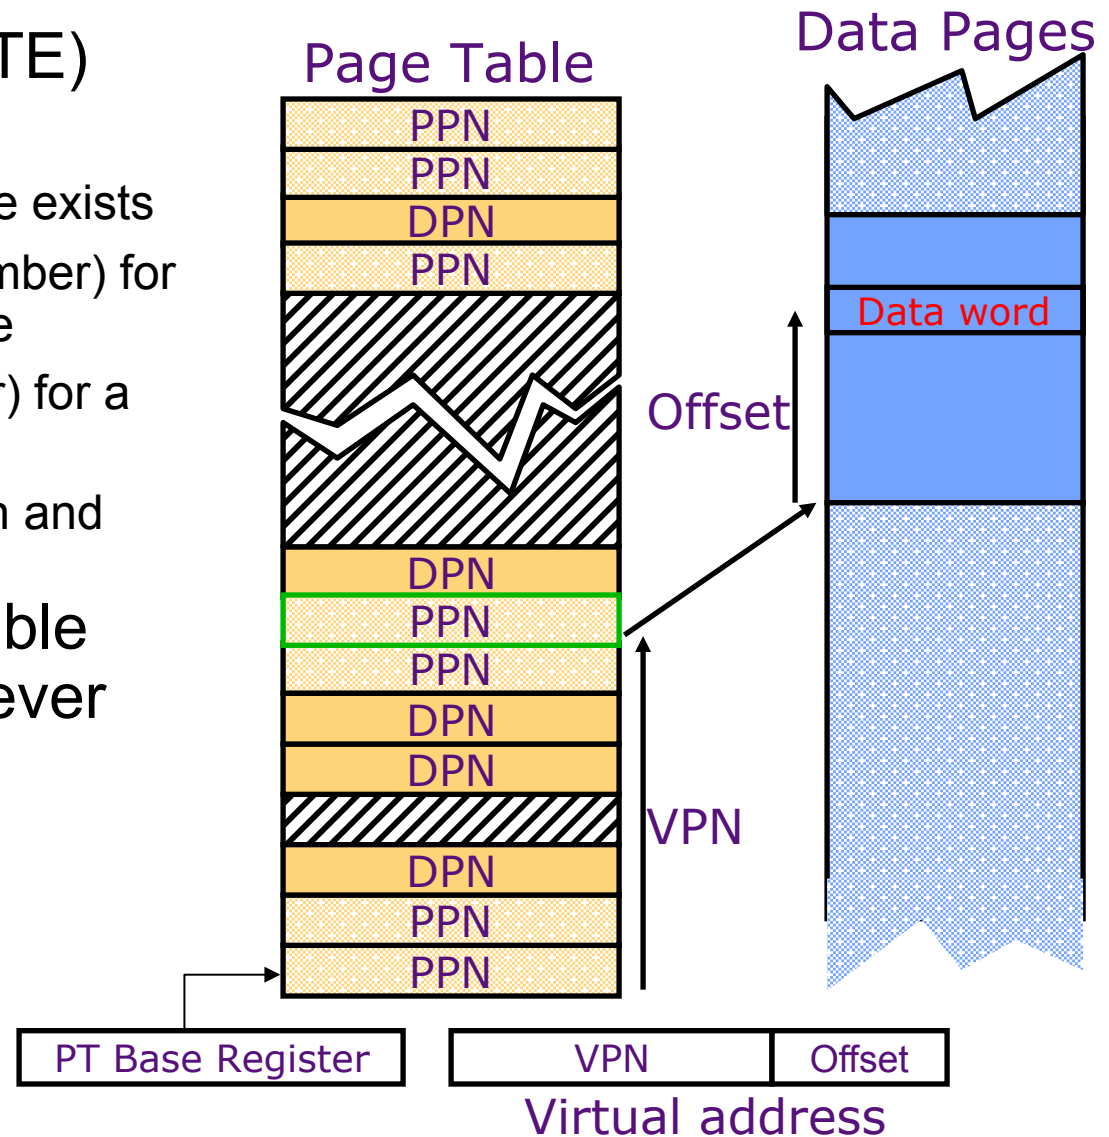 TE)
e exists
mber) for
e
r) for a
n and
ble
ever
Page Table
PPN
PPN
DPN
PPN
DPN
PPN
PPN
DPN
DPN
DPN
PPN
PPN
VPN
PT Base Register
VPN
Offset
Virtual address
Data Pages
Data word
Offset